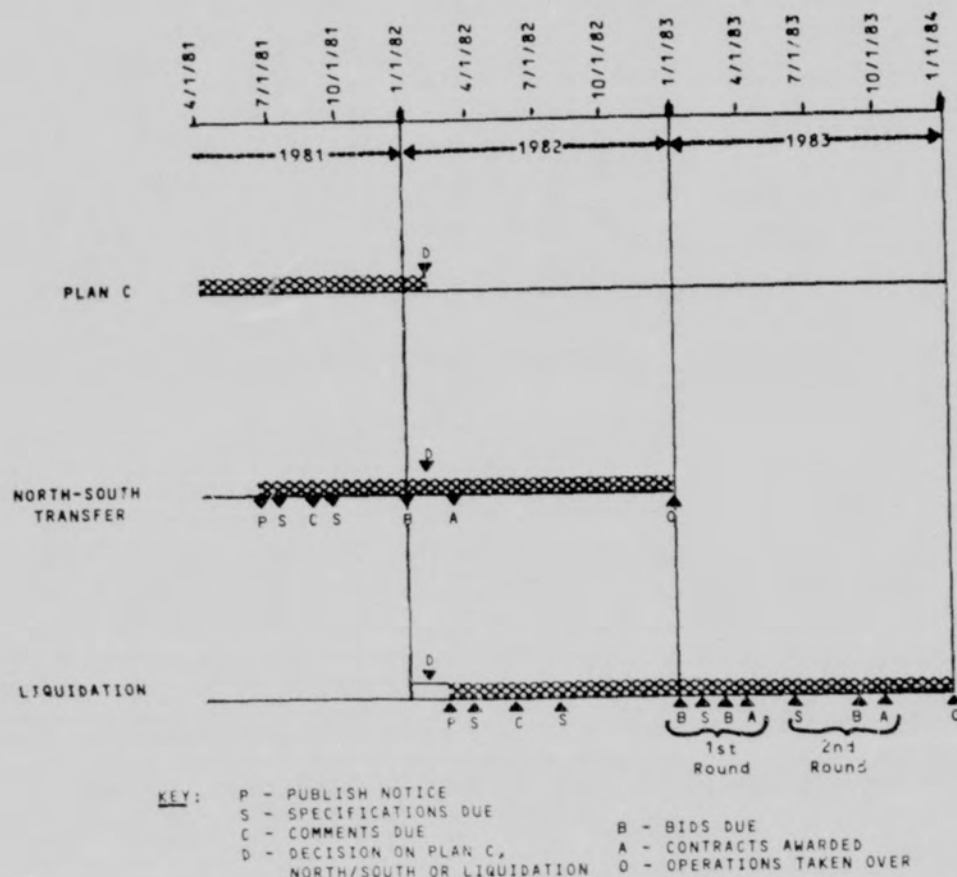 4/1/81 7/1/81 10/1/81 1/1/82 4/1/82 7/1/82 10/1/82 1/1/83 4/1/83 7/1/83 10/1/83 1/1/84
1981 1982 1983
D
PLAN C
D
NORTH-SOUTH
TRANSFER
P S C S B A O
D
LIQUIDATION
P S C S B S B A S B A O
1st
Round
2nd
Round
KEY:
P - PUBLISH NOTICE
S - SPECIFICATIONS DUE
C - COMMENTS DUE
D - DECISION ON PLAN C,
NORTH/SOUTH OR LIQUIDATION
B - BIDS DUE
A - CONTRACTS AWARDED
O - OPERATIONS TAKEN OVER